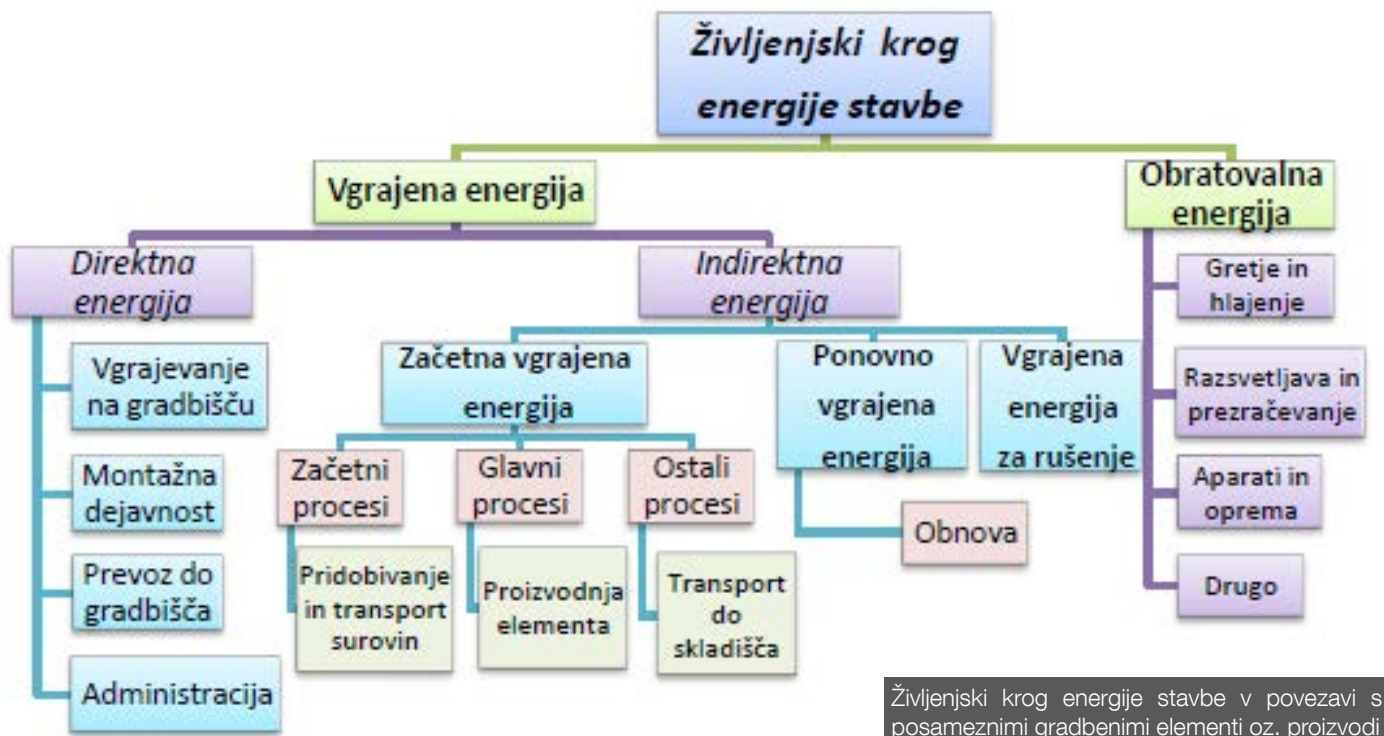 Življenjski krog
energije stavbe
Vgrajena energija
Obratovalna
energija
Direktna
energija
Indirektna
energija
Gretje in
hlajenje
Razsvetljava in
prezračevanje
Aparati in
oprema
Drugo
Vgrajevanje
na gradbišču
Montažna
dejavnost
Prevoz do
gradbišča
Administracija
Začetna vgrajena
energija
Ponovno
vgrajena
energija
Vgrajena
energija
za rušenje
Začetni
procesi
Glavni
procesi
Ostali
procesi
Obnova
Pridobivanje
in transport
surovin
Proizvodnja
elementa
Transport
do
skladišča
Življenjski krog energije stavbe v povezavi s
posameznimi gradbenimi elementi oz. proizvodi